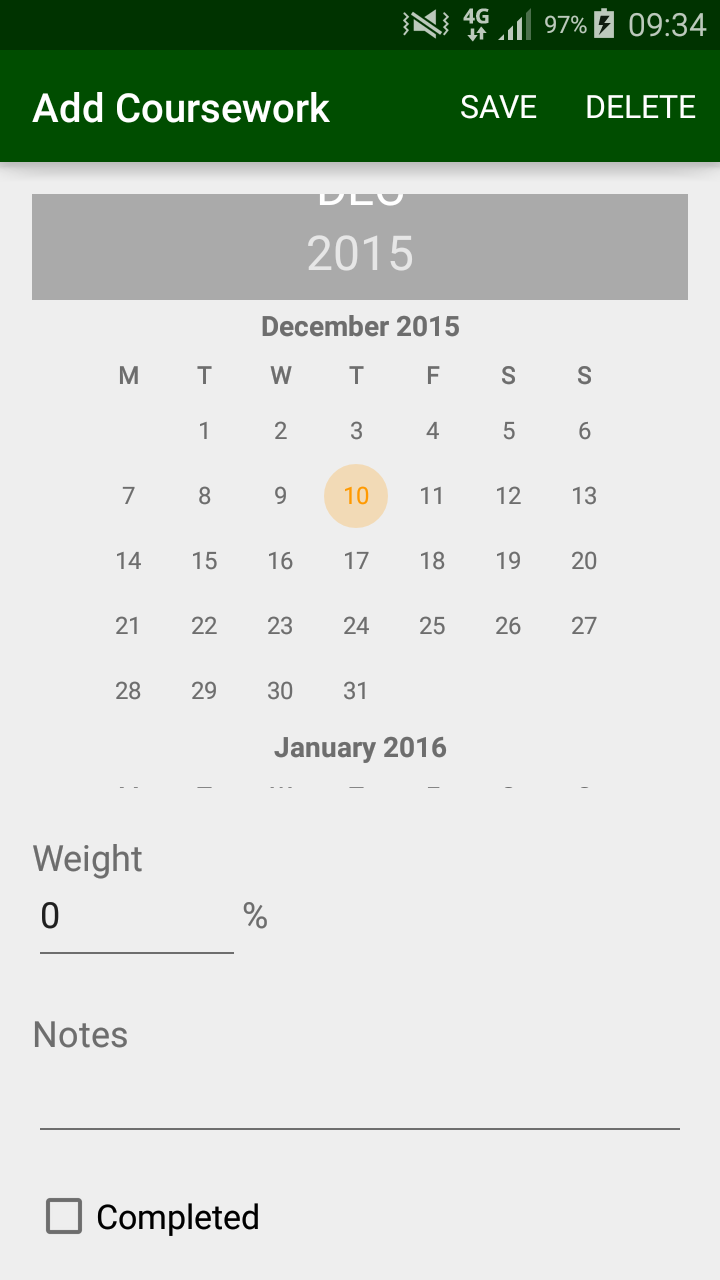 4G 97% 09:34
Add Coursework SAVE DELETE
DEC
2015
December 2015
M T W T F S S
1 2 3 4 5 6
7 8 9 10 11 12 13
14 15 16 17 18 19 20
21 22 23 24 25 26 27
28 29 30 31
January 2016
Weight
0 %
Notes
Completed